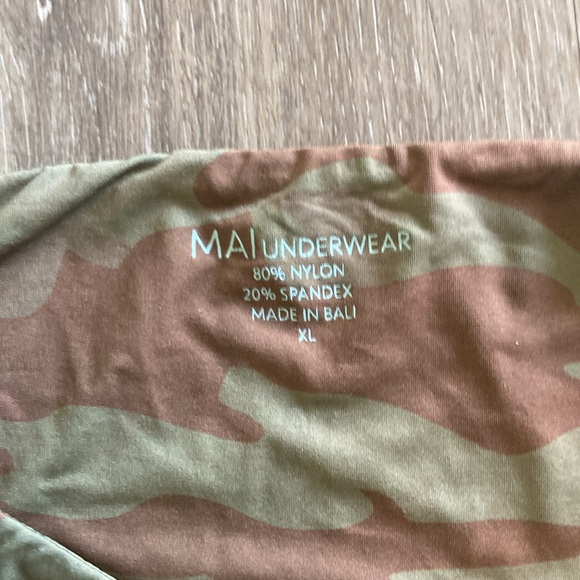 MAI UNDERWEAR
80% NYLON
20% SPANDEX
MADE IN BALI
XL